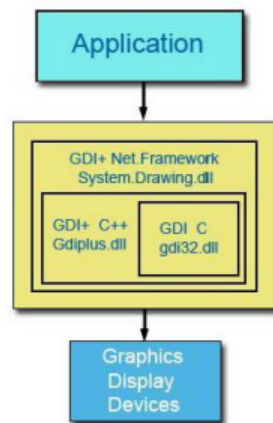 Application
GDI+ Net.Framework
System.Drawing.dll
GDI+ C++
Gdiplus.dll
GDI C
gdi32.dll
Graphics
Display
Devices